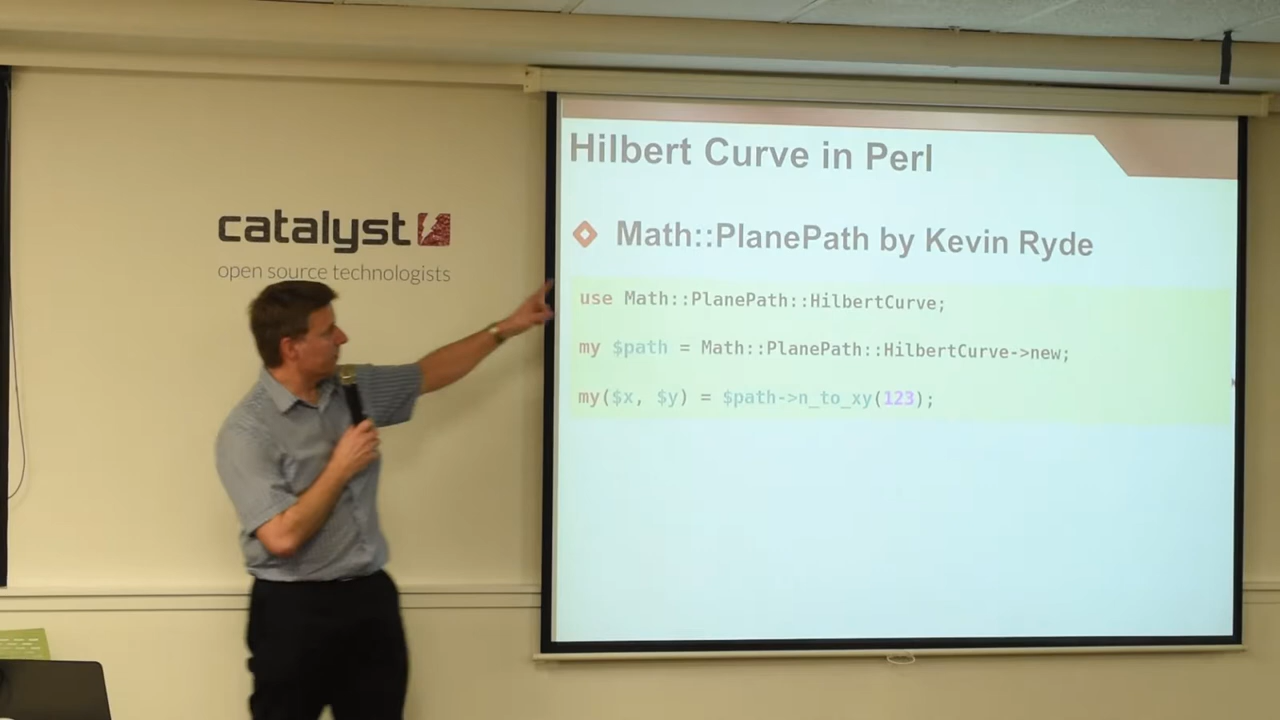 catalyst
open source technologists
Hilbert Curve in Perl
Math::PlanePath by Kevin Ryde
use Math::PlanePath::HilbertCurve;
my $path = Math::PlanePath::HilbertCurve->new;
my($x, $y) = $path->n_to_xy(123);